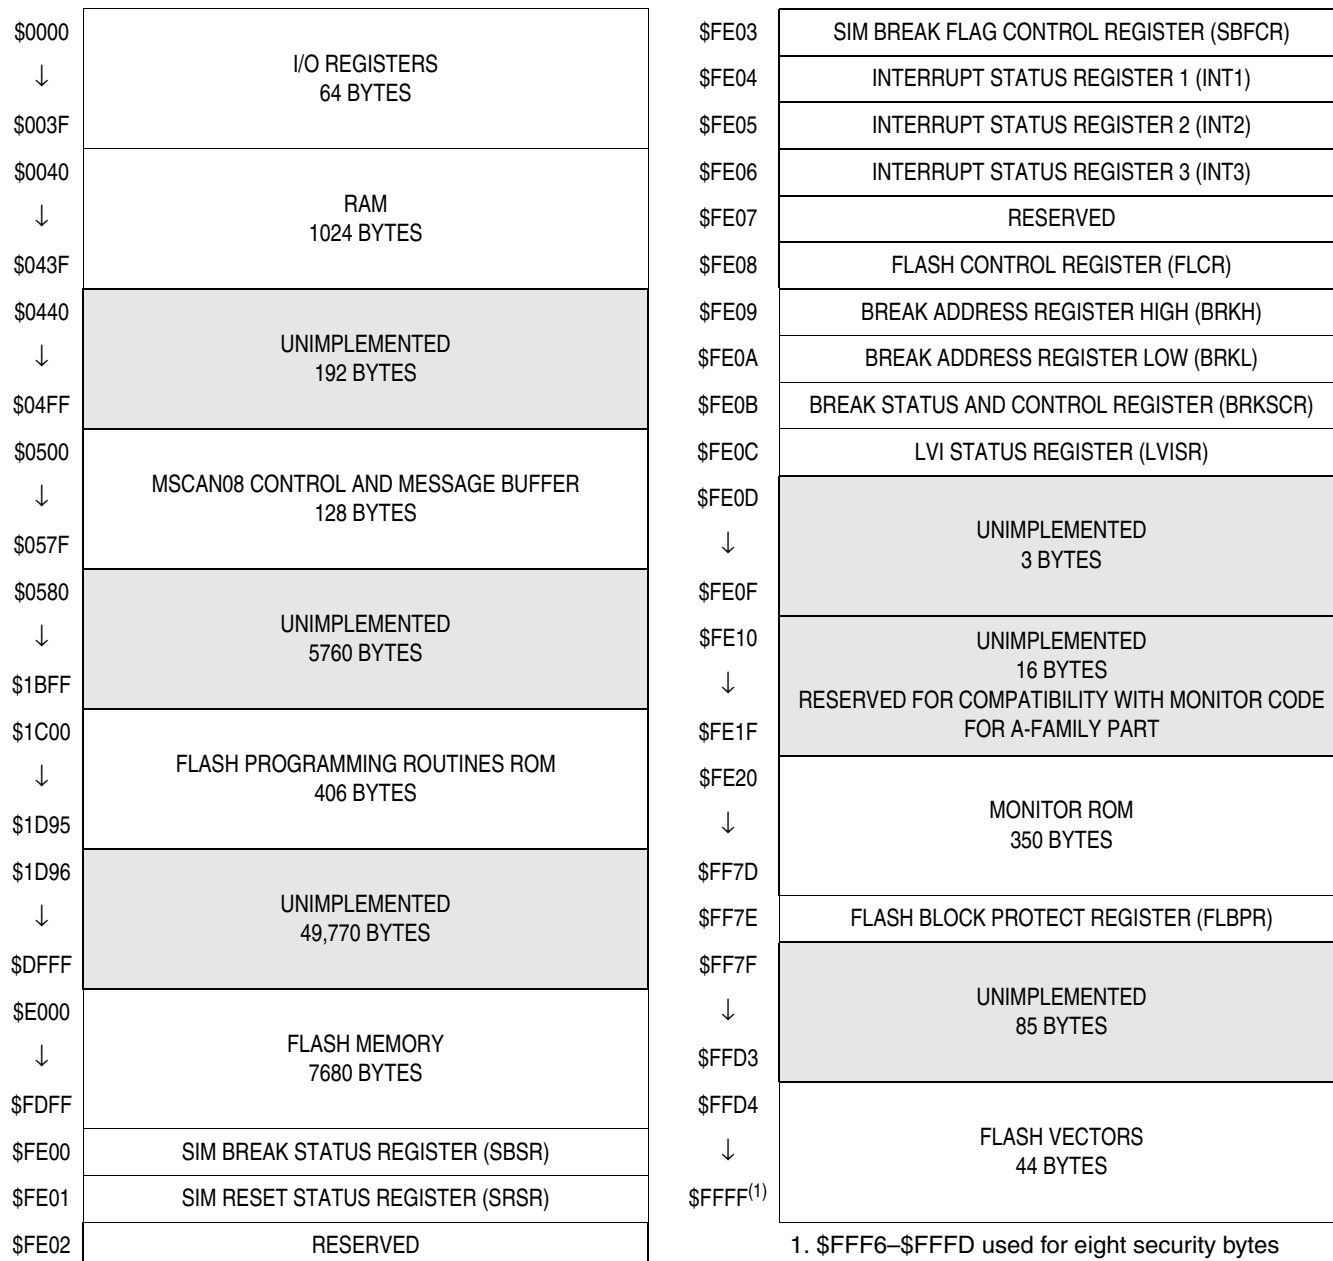 $0000
↓
$003F
I/O REGISTERS
64 BYTES
$0040
↓
$043F
RAM
1024 BYTES
$0440
↓
$04FF
UNIMPLEMENTED
192 BYTES
$0500
↓
$057F
MSCAN08 CONTROL AND MESSAGE BUFFER
128 BYTES
$0580
↓
$1BFF
UNIMPLEMENTED
5760 BYTES
$1C00
↓
$1D95
FLASH PROGRAMMING ROUTINES ROM
406 BYTES
$1D96
↓
$DFFF
UNIMPLEMENTED
49,770 BYTES
$E000
↓
$FDFF
FLASH MEMORY
7680 BYTES
$FE00 SIM BREAK STATUS REGISTER (SBSR)
$FE01 SIM RESET STATUS REGISTER (SRSR)
$FE02 RESERVED
$FE03 SIM BREAK FLAG CONTROL REGISTER (SBFCR)
$FE04 INTERRUPT STATUS REGISTER 1 (INT1)
$FE05 INTERRUPT STATUS REGISTER 2 (INT2)
$FE06 INTERRUPT STATUS REGISTER 3 (INT3)
$FE07 RESERVED
$FE08 FLASH CONTROL REGISTER (FLCR)
$FE09 BREAK ADDRESS REGISTER HIGH (BRKH)
$FE0A BREAK ADDRESS REGISTER LOW (BRKL)
$FE0B BREAK STATUS AND CONTROL REGISTER (BRKSCR)
$FE0C LVI STATUS REGISTER (LVISR)
$FE0D
↓
$FE0F
UNIMPLEMENTED
3 BYTES
$FE10
↓
$FE1F
UNIMPLEMENTED
16 BYTES
RESERVED FOR COMPATIBILITY WITH MONITOR CODE
FOR A-FAMILY PART
$FE20
↓
$FF7D
MONITOR ROM
350 BYTES
$FF7E FLASH BLOCK PROTECT REGISTER (FLBPR)
$FF7F
↓
$FFD3
UNIMPLEMENTED
85 BYTES
$FFD4
↓
$FFFF(1)
FLASH VECTORS
44 BYTES
1. $FFF6–$FFFD used for eight security bytes